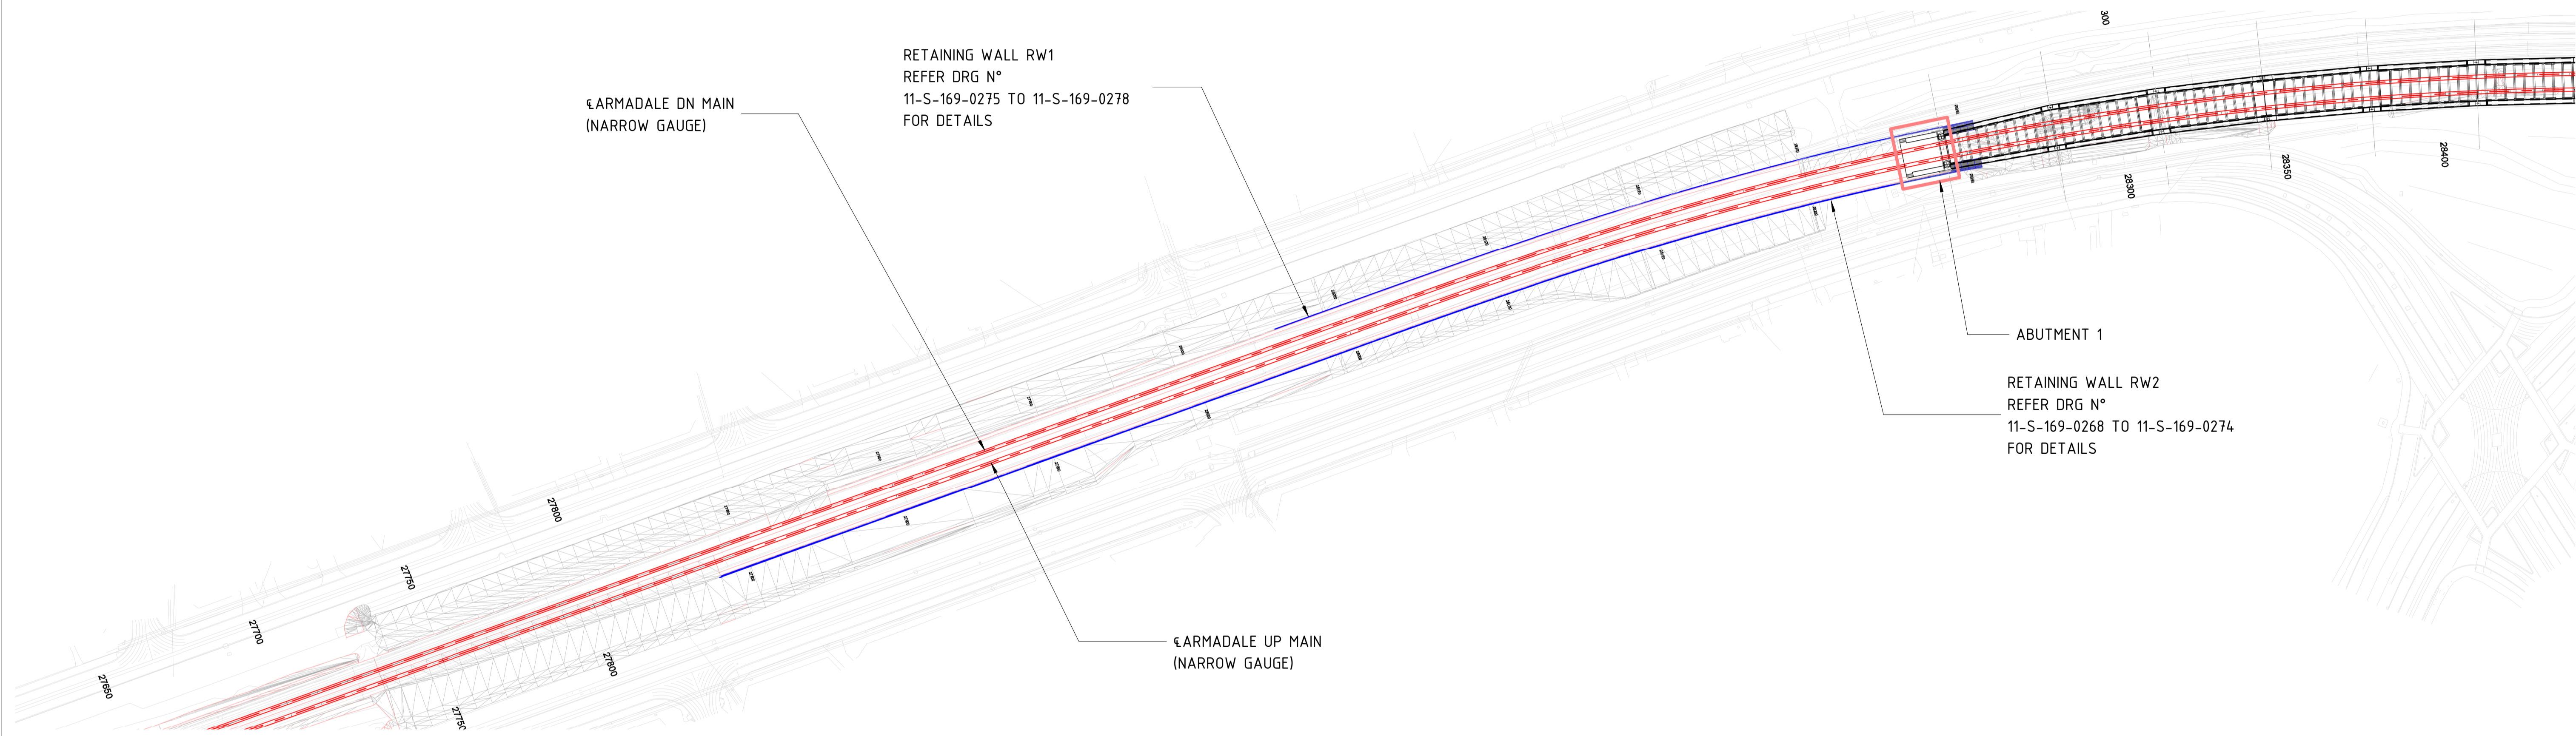 300
RETAINING WALL RW1
REFER DRG N°
11-S-169-0275 TO 11-S-169-0278
FOR DETAILS
℄ARMADALE DN MAIN
(NARROW GAUGE)
28400
28350
28300
ABUTMENT 1
RETAINING WALL RW2
REFER DRG N°
11-S-169-0268 TO 11-S-169-0274
FOR DETAILS
27800
27750
27700
27650
℄ARMADALE UP MAIN
(NARROW GAUGE)
27800
27750